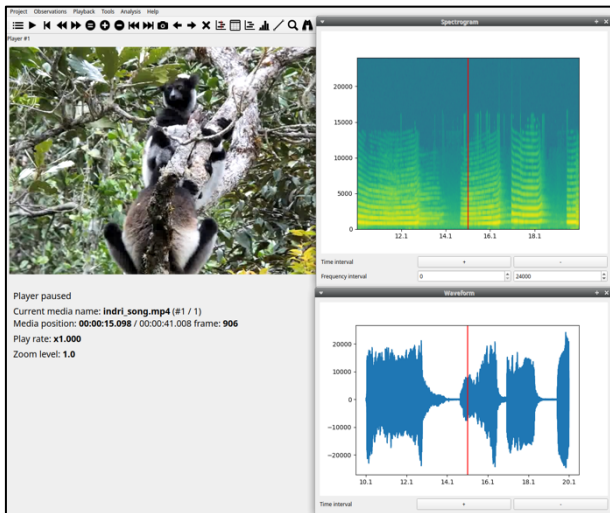 Project Observations Playback Tools Analysis Help
Player #1
Player paused
Current media name: indri_song.mp4 (#1 / 1)
Media position: 00:00:15.098 / 00:00:41.008 frame: 906
Play rate: x1.000
Zoom level: 1.0
Spectrogram
20000
15000
10000
5000
0
12.1 14.1 16.1 18.1
Time interval + -
Frequency interval 0 24000
Waveform
20000
10000
0
−10000
−20000
10.1 12.1 14.1 16.1 18.1 20.1
Time interval + -